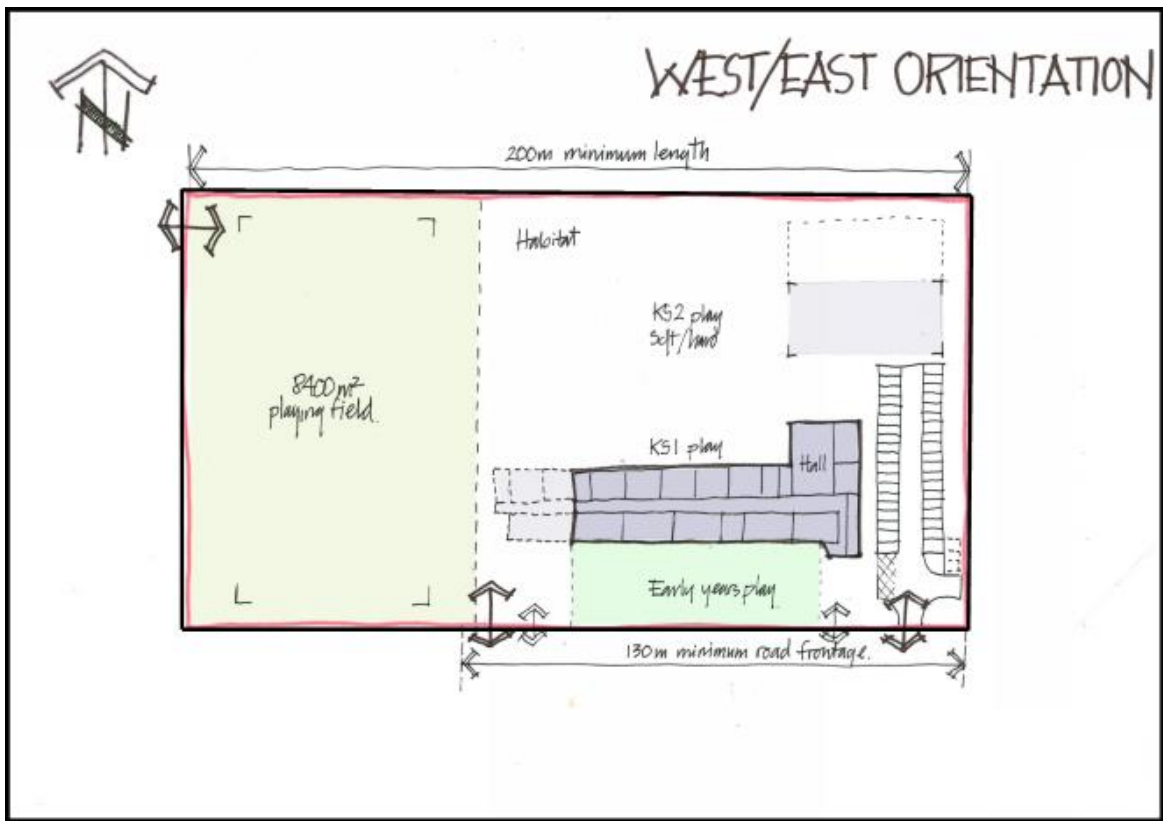 N
WEST/EAST ORIENTATION
200m minimum length
Habitat
KS2 play
soft/hard
8400m²
playing field.
KS1 play
Hall
Early years play
130m minimum road frontage.